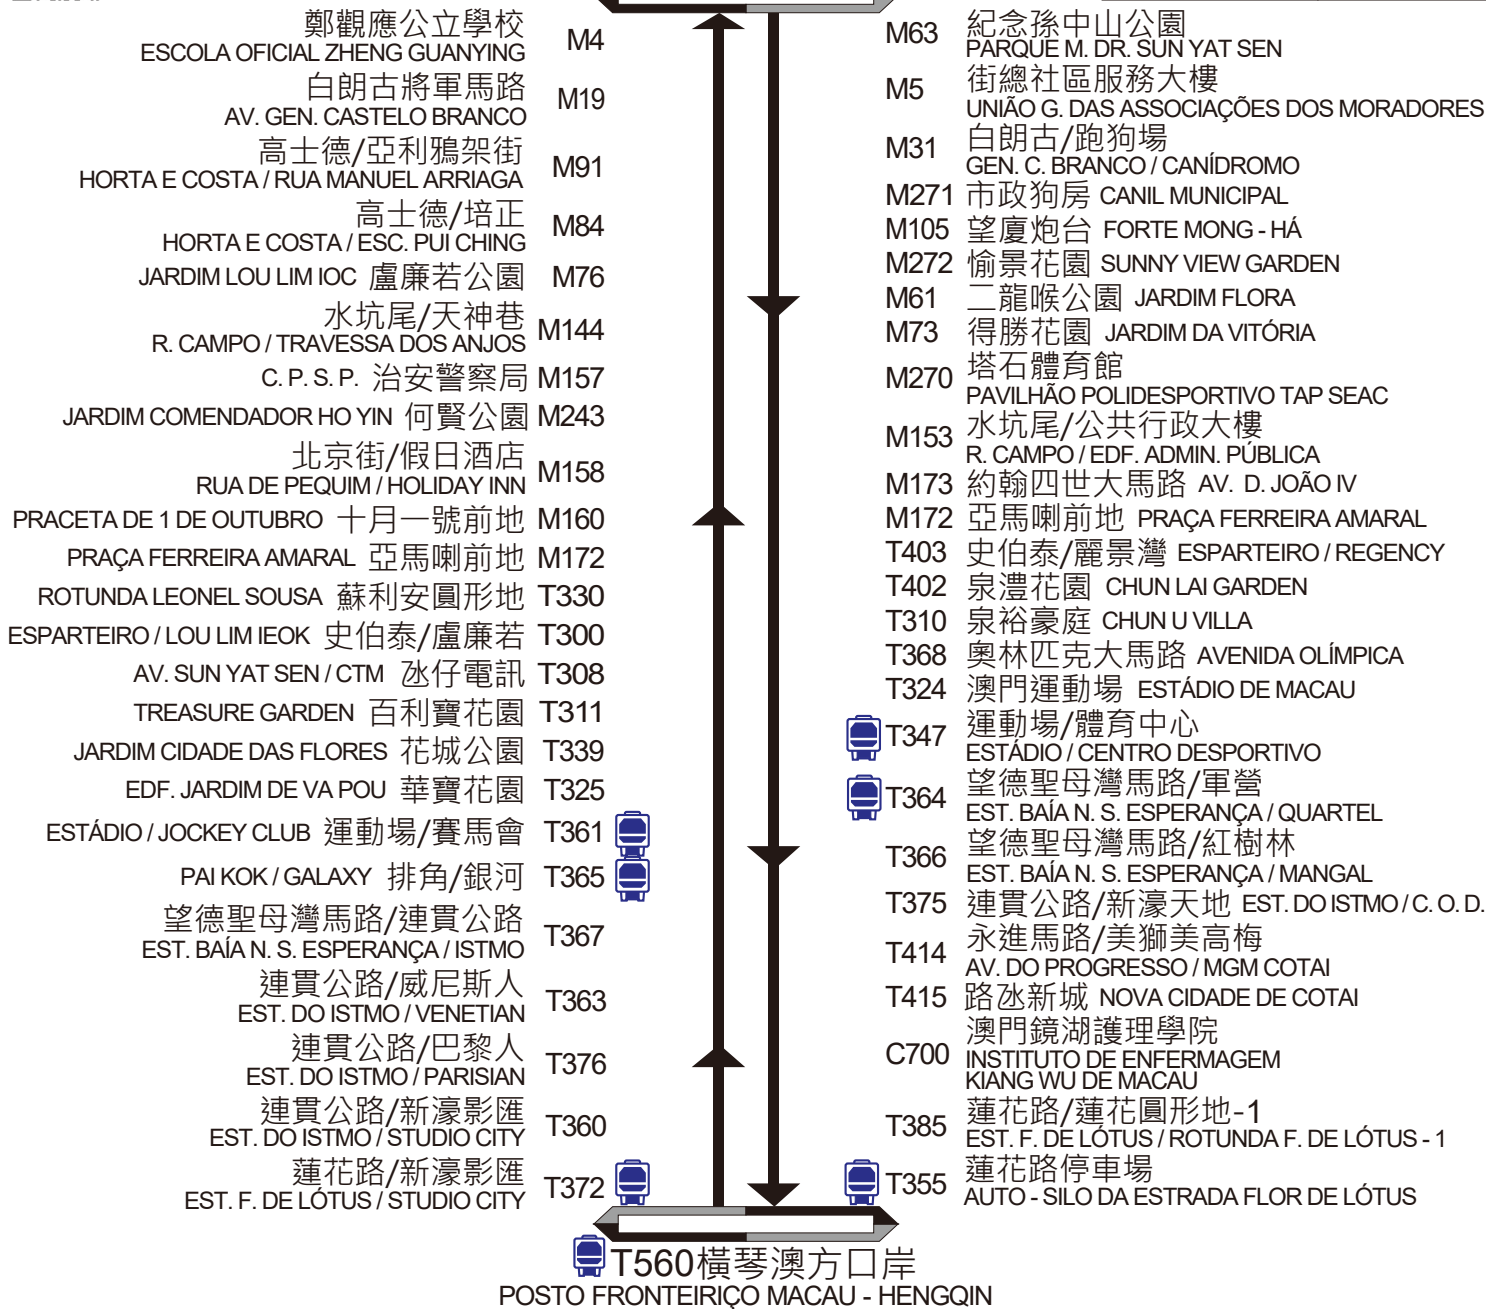 鄭觀應公立學校
ESCOLA OFICIAL ZHENG GUANYING
M4
白朗古將軍馬路
AV. GEN. CASTELO BRANCO
M19
高士德/亞利鴉架街
HORTA E COSTA / RUA MANUEL ARRIAGA
M91
高士德/培正
HORTA E COSTA / ESC. PUI CHING
M84
JARDIM LOU LIM IOC 盧廉若公園 M76
水坑尾/天神巷
R. CAMPO / TRAVESSA DOS ANJOS
M144
C. P. S. P. 治安警察局 M157
JARDIM COMENDADOR HO YIN 何賢公園 M243
北京街/假日酒店
RUA DE PEQUIM / HOLIDAY INN
M158
PRACETA DE 1 DE OUTUBRO 十月一號前地 M160
PRAÇA FERREIRA AMARAL 亞馬喇前地 M172
ROTUNDA LEONEL SOUSA 蘇利安圓形地 T330
ESPARTEIRO / LOU LIM IEOK 史伯泰/盧廉若 T300
AV. SUN YAT SEN / CTM 氹仔電訊 T308
TREASURE GARDEN 百利寶花園 T311
JARDIM CIDADE DAS FLORES 花城公園 T339
EDF. JARDIM DE VA POU 華寶花園 T325
ESTÁDIO / JOCKEY CLUB 運動場/賽馬會 T361
PAI KOK / GALAXY 排角/銀河 T365
望德聖母灣馬路/連貫公路
EST. BAÍA N. S. ESPERANÇA / ISTMO
T367
連貫公路/威尼斯人
EST. DO ISTMO / VENETIAN
T363
連貫公路/巴黎人
EST. DO ISTMO / PARISIAN
T376
連貫公路/新濠影匯
EST. DO ISTMO / STUDIO CITY
T360
蓮花路/新濠影匯
EST. F. DE LÓTUS / STUDIO CITY
T372
M63
紀念孫中山公園
PARQUE M. DR. SUN YAT SEN
M5
街總社區服務大樓
UNIÃO G. DAS ASSOCIAÇÕES DOS MORADORES
M31
白朗古/跑狗場
GEN. C. BRANCO / CANÍDROMO
M271 市政狗房 CANIL MUNICIPAL
M105 望廈炮台 FORTE MONG - HÁ
M272 愉景花園 SUNNY VIEW GARDEN
M61 二龍喉公園 JARDIM FLORA
M73 得勝花園 JARDIM DA VITÓRIA
M270
塔石體育館
PAVILHÃO POLIDESPORTIVO TAP SEAC
M153
水坑尾/公共行政大樓
R. CAMPO / EDF. ADMIN. PÚBLICA
M173 約翰四世大馬路 AV. D. JOÃO IV
M172 亞馬喇前地 PRAÇA FERREIRA AMARAL
T403 史伯泰/麗景灣 ESPARTEIRO / REGENCY
T402 泉澧花園 CHUN LAI GARDEN
T310 泉裕豪庭 CHUN U VILLA
T368 奧林匹克大馬路 AVENIDA OLÍMPICA
T324 澳門運動場 ESTÁDIO DE MACAU
T347
運動場/體育中心
ESTÁDIO / CENTRO DESPORTIVO
T364
望德聖母灣馬路/軍營
EST. BAÍA N. S. ESPERANÇA / QUARTEL
T366
望德聖母灣馬路/紅樹林
EST. BAÍA N. S. ESPERANÇA / MANGAL
T375 連貫公路/新濠天地 EST. DO ISTMO / C. O. D.
T414
永進馬路/美獅美高梅
AV. DO PROGRESSO / MGM COTAI
T415 路氹新城 NOVA CIDADE DE COTAI
C700
澳門鏡湖護理學院
INSTITUTO DE ENFERMAGEM
KIANG WU DE MACAU
T385
蓮花路/蓮花圓形地-1
EST. F. DE LÓTUS / ROTUNDA F. DE LÓTUS - 1
T355
蓮花路停車場
AUTO - SILO DA ESTRADA FLOR DE LÓTUS
T560橫琴澳方口岸
POSTO FRONTEIRIÇO MACAU - HENGQIN